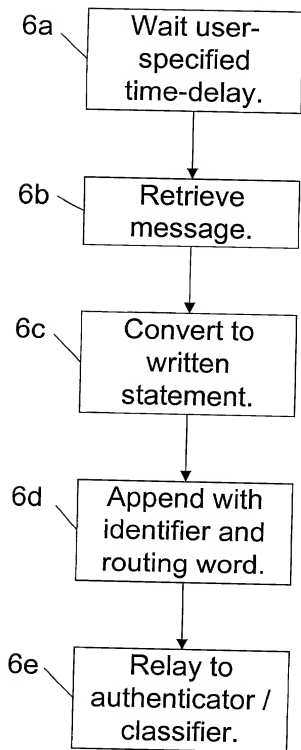 6a
Wait user-
specified
time-delay.
6b
Retrieve
message.
6c
Convert to
written
statement.
6d
Append with
identifier and
routing word.
6e
Relay to
authenticator /
classifier.